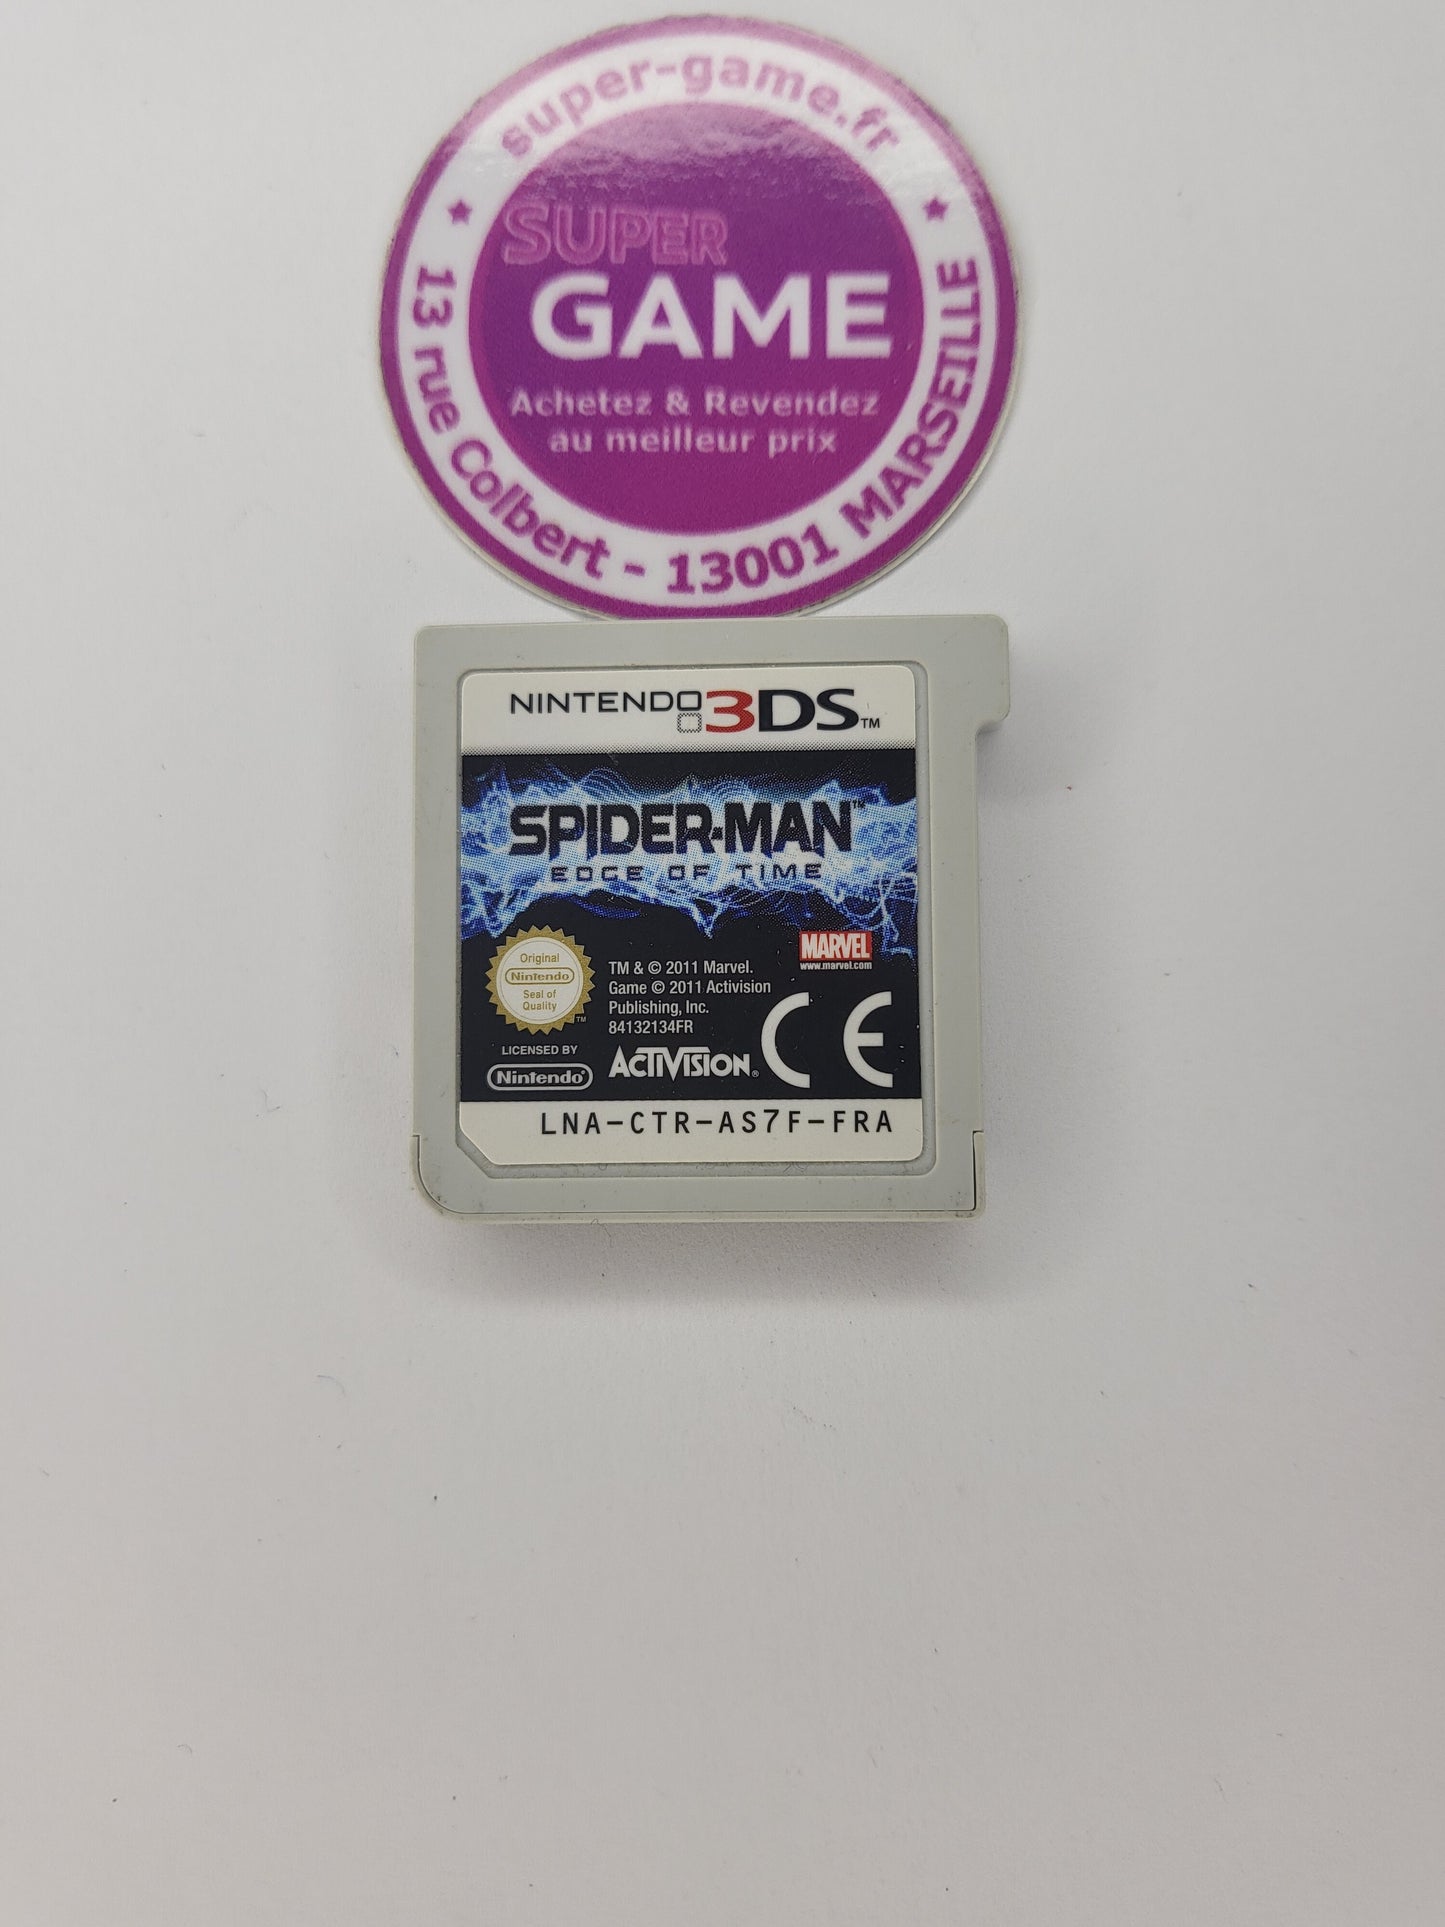 super-game.fr
SUPER
GAME
Achetez & Revendez
au meilleur prix
13 rue Colbert - 13001 MARSEILLE
NINTENDO 3DS™
SPIDER-MAN™
EDGE OF TIME
MARVEL
www.marvel.com
Original
Nintendo
Seal of
Quality
TM
TM & © 2011 Marvel.
Game © 2011 Activision
Publishing, Inc.
84132134FR
LICENSED BY
Nintendo®
ACTIVISION®
CE
LNA-CTR-AS7F-FRA